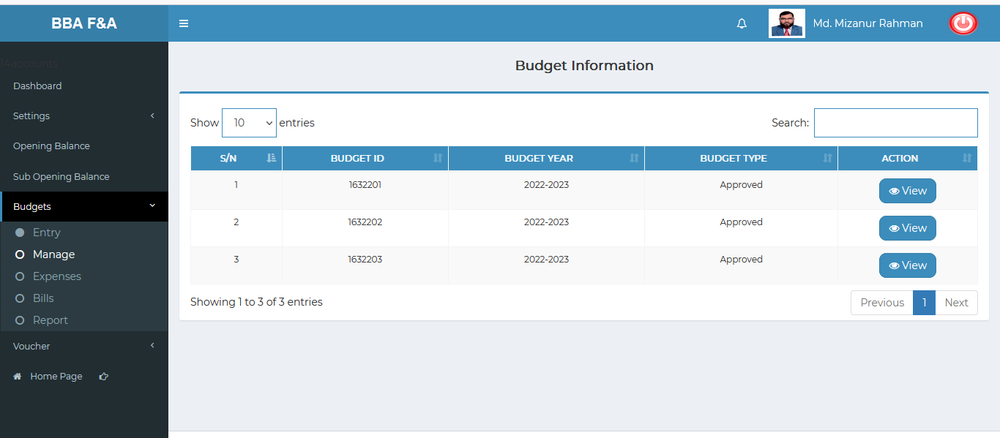 BBA F&A
Md. Mizanur Rahman
14accounts
Dashboard
Settings
Opening Balance
Sub Opening Balance
Budgets
Entry
Manage
Expenses
Bills
Report
Voucher
Home Page
Budget Information
Show 10 entries
Search:
S/N BUDGET ID BUDGET YEAR BUDGET TYPE ACTION
1 1632201 2022-2023 Approved View
2 1632202 2022-2023 Approved View
3 1632203 2022-2023 Approved View
Showing 1 to 3 of 3 entries
Previous 1 Next